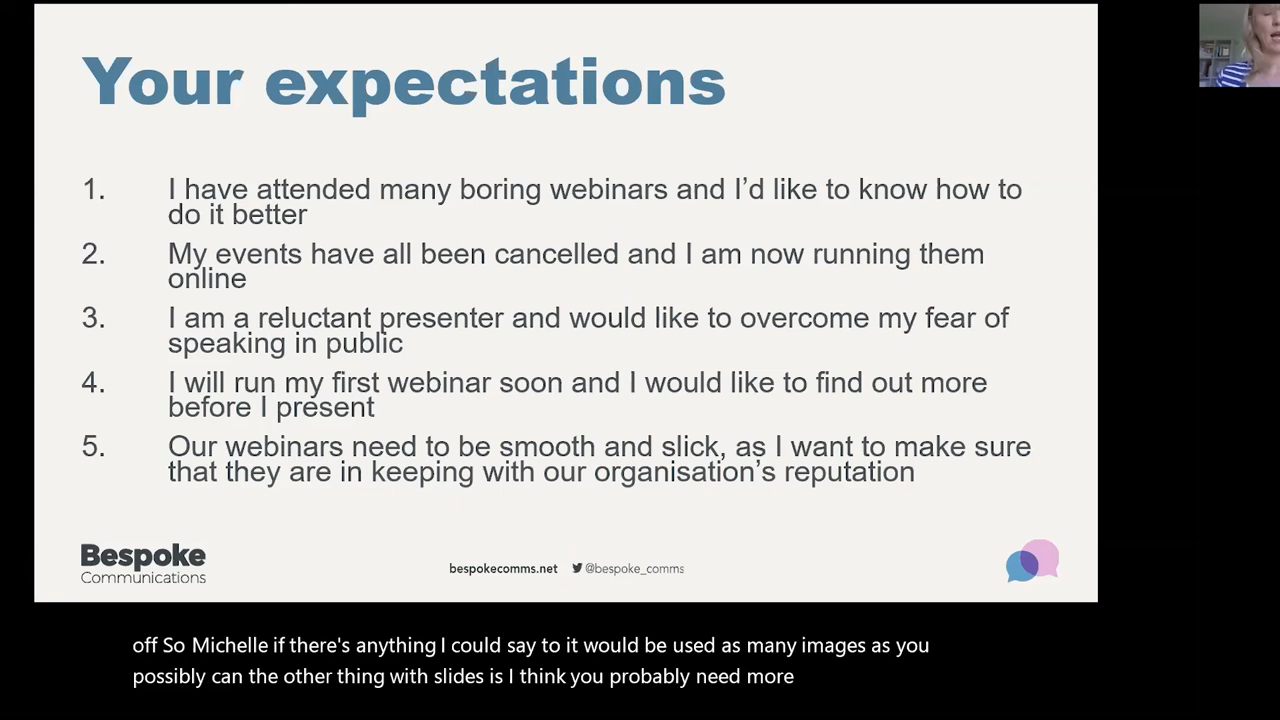 Your expectations
1. I have attended many boring webinars and I'd like to know how to
do it better
2. My events have all been cancelled and I am now running them
online
3. I am a reluctant presenter and would like to overcome my fear of
speaking in public
4. I will run my first webinar soon and I would like to find out more
before I present
5. Our webinars need to be smooth and slick, as I want to make sure
that they are in keeping with our organisation's reputation
Bespoke
Communications
bespokecomms.net @bespoke_comms
off So Michelle if there's anything I could say to it would be used as many images as you
possibly can the other thing with slides is I think you probably need more